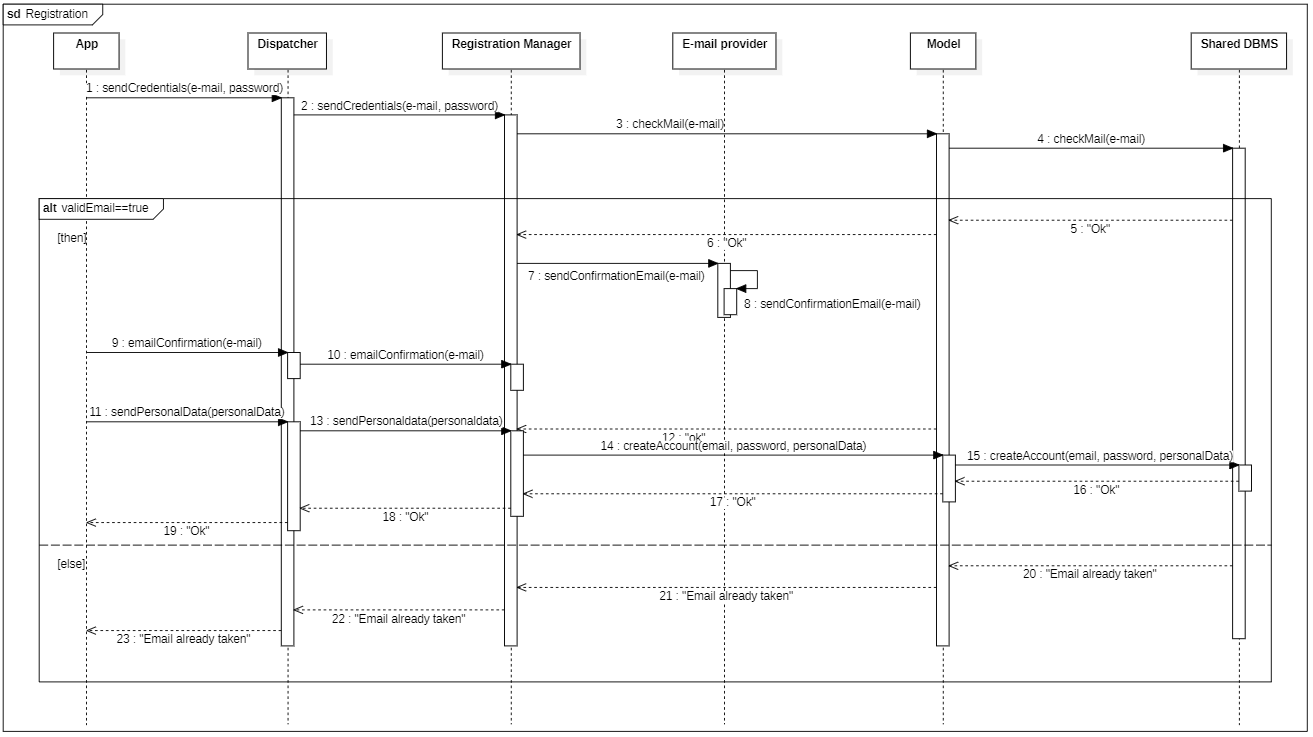 sd Registration
App
Dispatcher
Registration Manager
E-mail provider
Model
Shared DBMS
1 : sendCredentials(e-mail, password)
2 : sendCredentials(e-mail, password)
3 : checkMail(e-mail)
4 : checkMail(e-mail)
alt validEmail==true
[then]
5 : "Ok"
6 : "Ok"
7 : sendConfirmationEmail(e-mail)
8 : sendConfirmationEmail(e-mail)
9 : emailConfirmation(e-mail)
10 : emailConfirmation(e-mail)
11 : sendPersonalData(personalData)
13 : sendPersonaldata(personaldata)
12 : "ok"
14 : createAccount(email, password, personalData)
15 : createAccount(email, password, personalData)
16 : "Ok"
17 : "Ok"
18 : "Ok"
19 : "Ok"
[else]
20 : "Email already taken"
21 : "Email already taken"
22 : "Email already taken"
23 : "Email already taken"